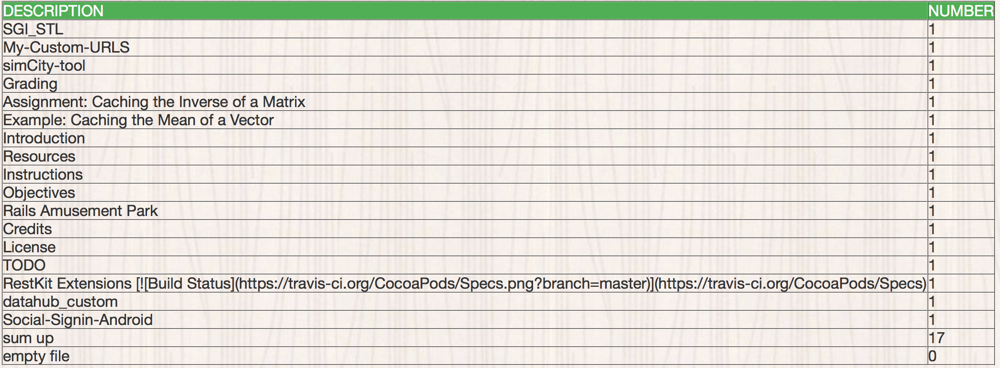 DESCRIPTION NUMBER
SGI_STL 1
My-Custom-URLS 1
simCity-tool 1
Grading 1
Assignment: Caching the Inverse of a Matrix 1
Example: Caching the Mean of a Vector 1
Introduction 1
Resources 1
Instructions 1
Objectives 1
Rails Amusement Park 1
Credits 1
License 1
TODO 1
RestKit Extensions [![Build Status](https://travis-ci.org/CocoaPods/Specs.png?branch=master)](https://travis-ci.org/CocoaPods/Specs) 1
datahub_custom 1
Social-Signin-Android 1
sum up 17
empty file 0